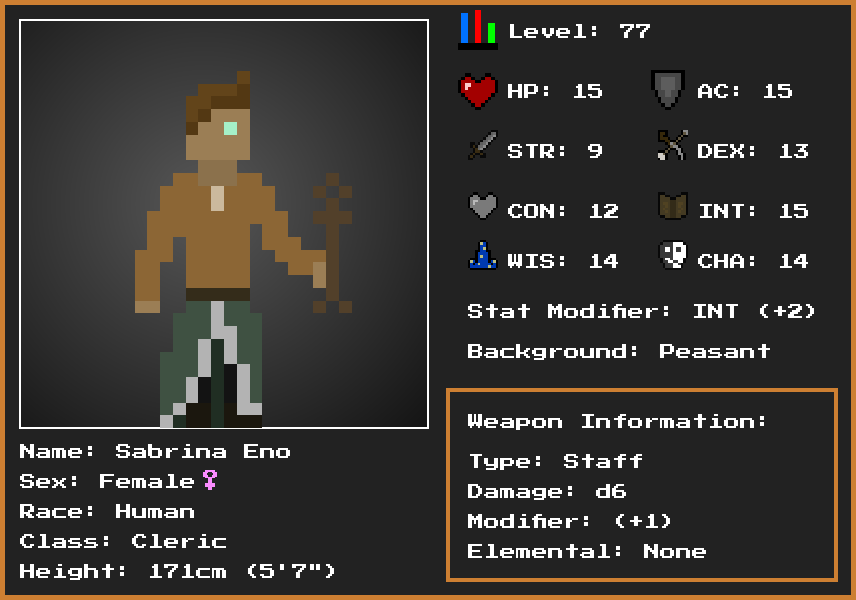 Level: 77
HP: 15 AC: 15
STR: 9 DEX: 13
CON: 12 INT: 15
WIS: 14 CHA: 14
Stat Modifier: INT (+2)
Background: Peasant
Weapon Information:
Type: Staff
Damage: d6
Modifier: (+1)
Elemental: None
Name: Sabrina Eno
Sex: Female♀
Race: Human
Class: Cleric
Height: 171cm (5'7")